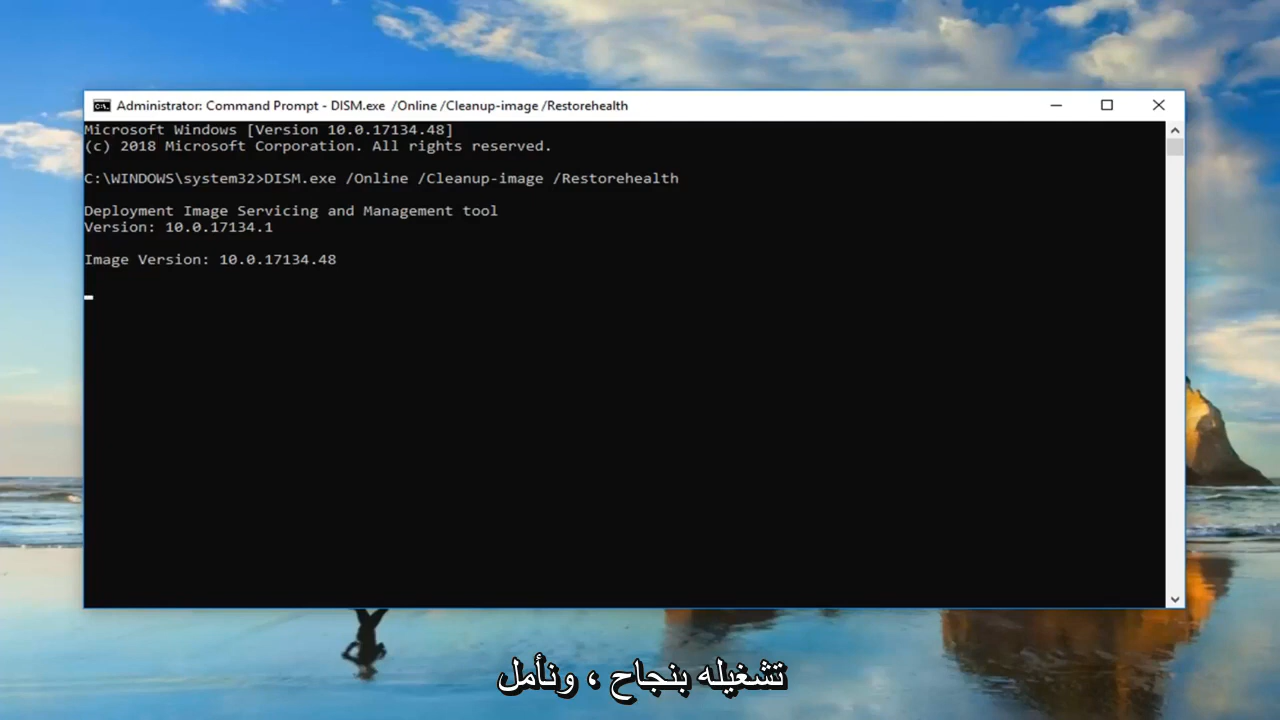 Administrator: Command Prompt - DISM.exe /Online /Cleanup-image /Restorehealth
Microsoft Windows [Version 10.0.17134.48]
(c) 2018 Microsoft Corporation. All rights reserved.
C:\WINDOWS\system32>DISM.exe /Online /Cleanup-image /Restorehealth
Deployment Image Servicing and Management tool
Version: 10.0.17134.1
Image Version: 10.0.17134.48
تشغيله بنجاح ، ونأمل